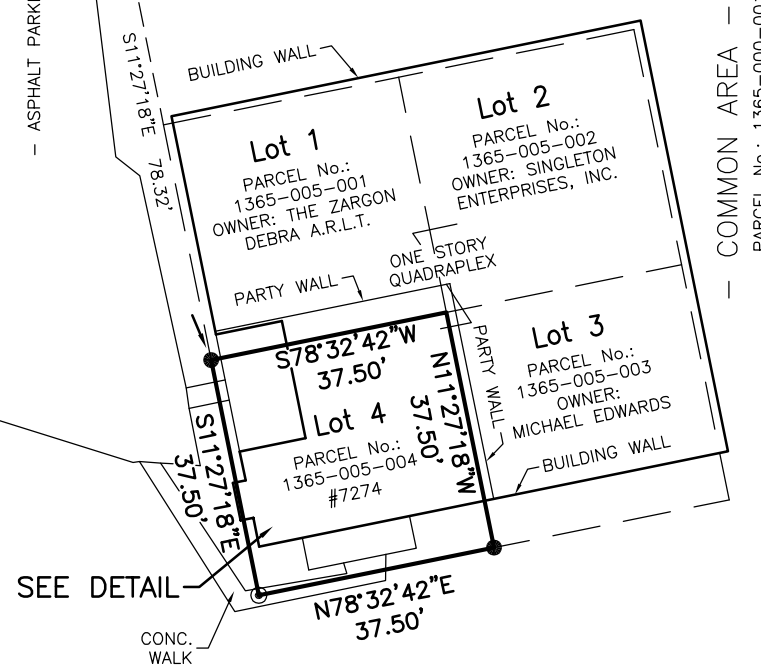 - ASPHALT PARKI
S11°27'18"E 78.32'
BUILDING WALL
Lot 1
PARCEL No.:
1365-005-001
OWNER: THE ZARGON
DEBRA A.R.L.T.
Lot 2
PARCEL No.:
1365-005-002
OWNER: SINGLETON
ENTERPRISES, INC.
- COMMON AREA -
PARCEL No.: 1365-000-00
ONE STORY
QUADRAPLEX
PARTY WALL
S78°32'42"W
37.50'
Lot 3
PARCEL No.:
1365-005-003
OWNER:
MICHAEL EDWARDS
PARTY WALL
N11°27'18"W
37.50'
Lot 4
PARCEL No.:
1365-005-004
#7274
S11°27'18"E
37.50'
BUILDING WALL
SEE DETAIL
N78°32'42"E
37.50'
CONC.
WALK